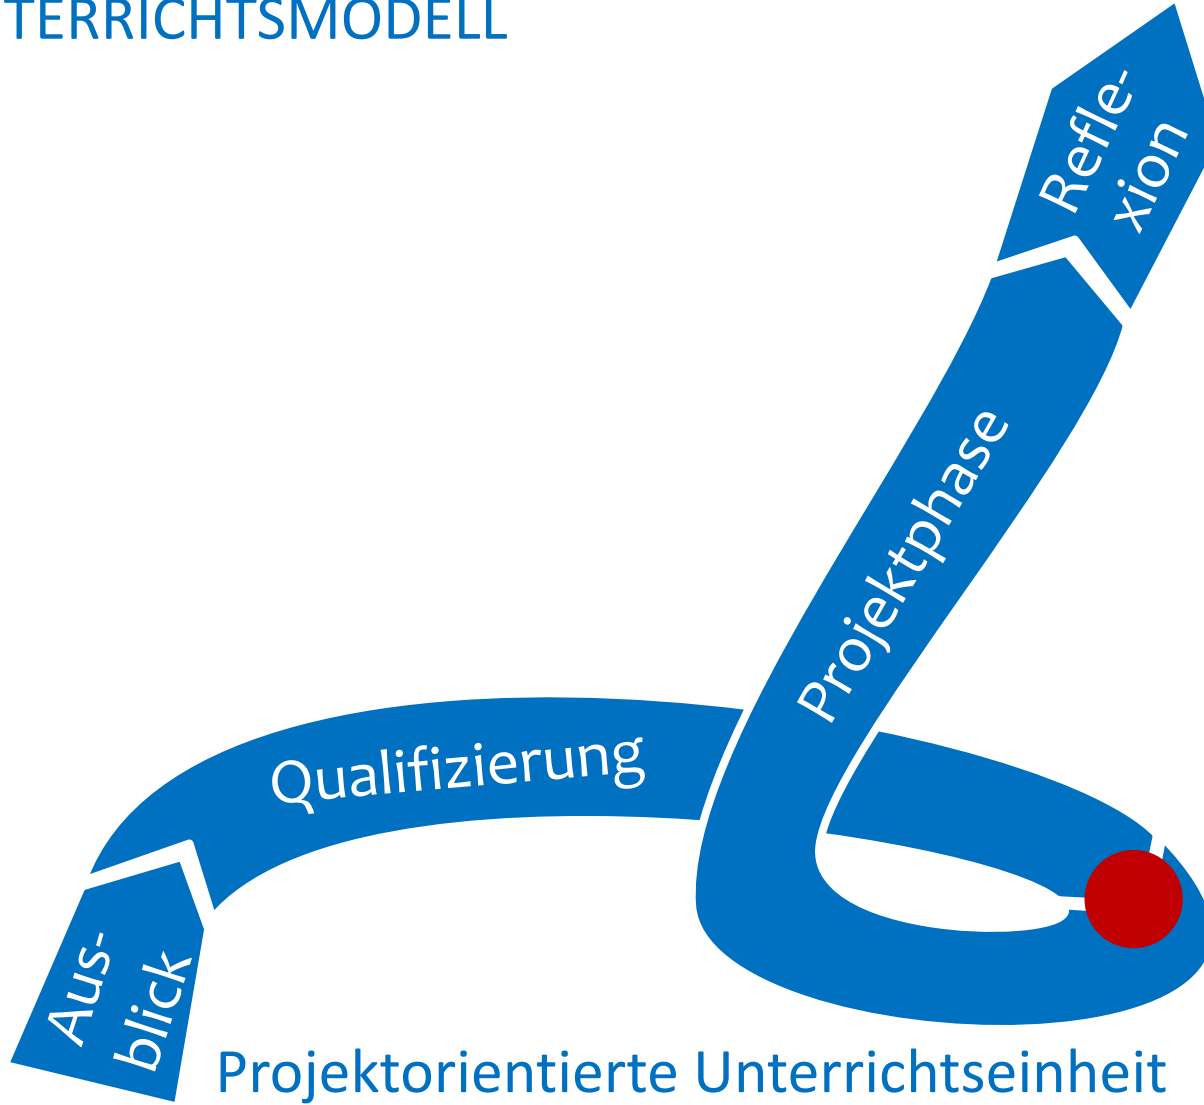 TERRICHTSMODELL
Refle-
xion
Projektphase
Qualifizierung
Aus-
blick
Projektorientierte Unterrichtseinheit